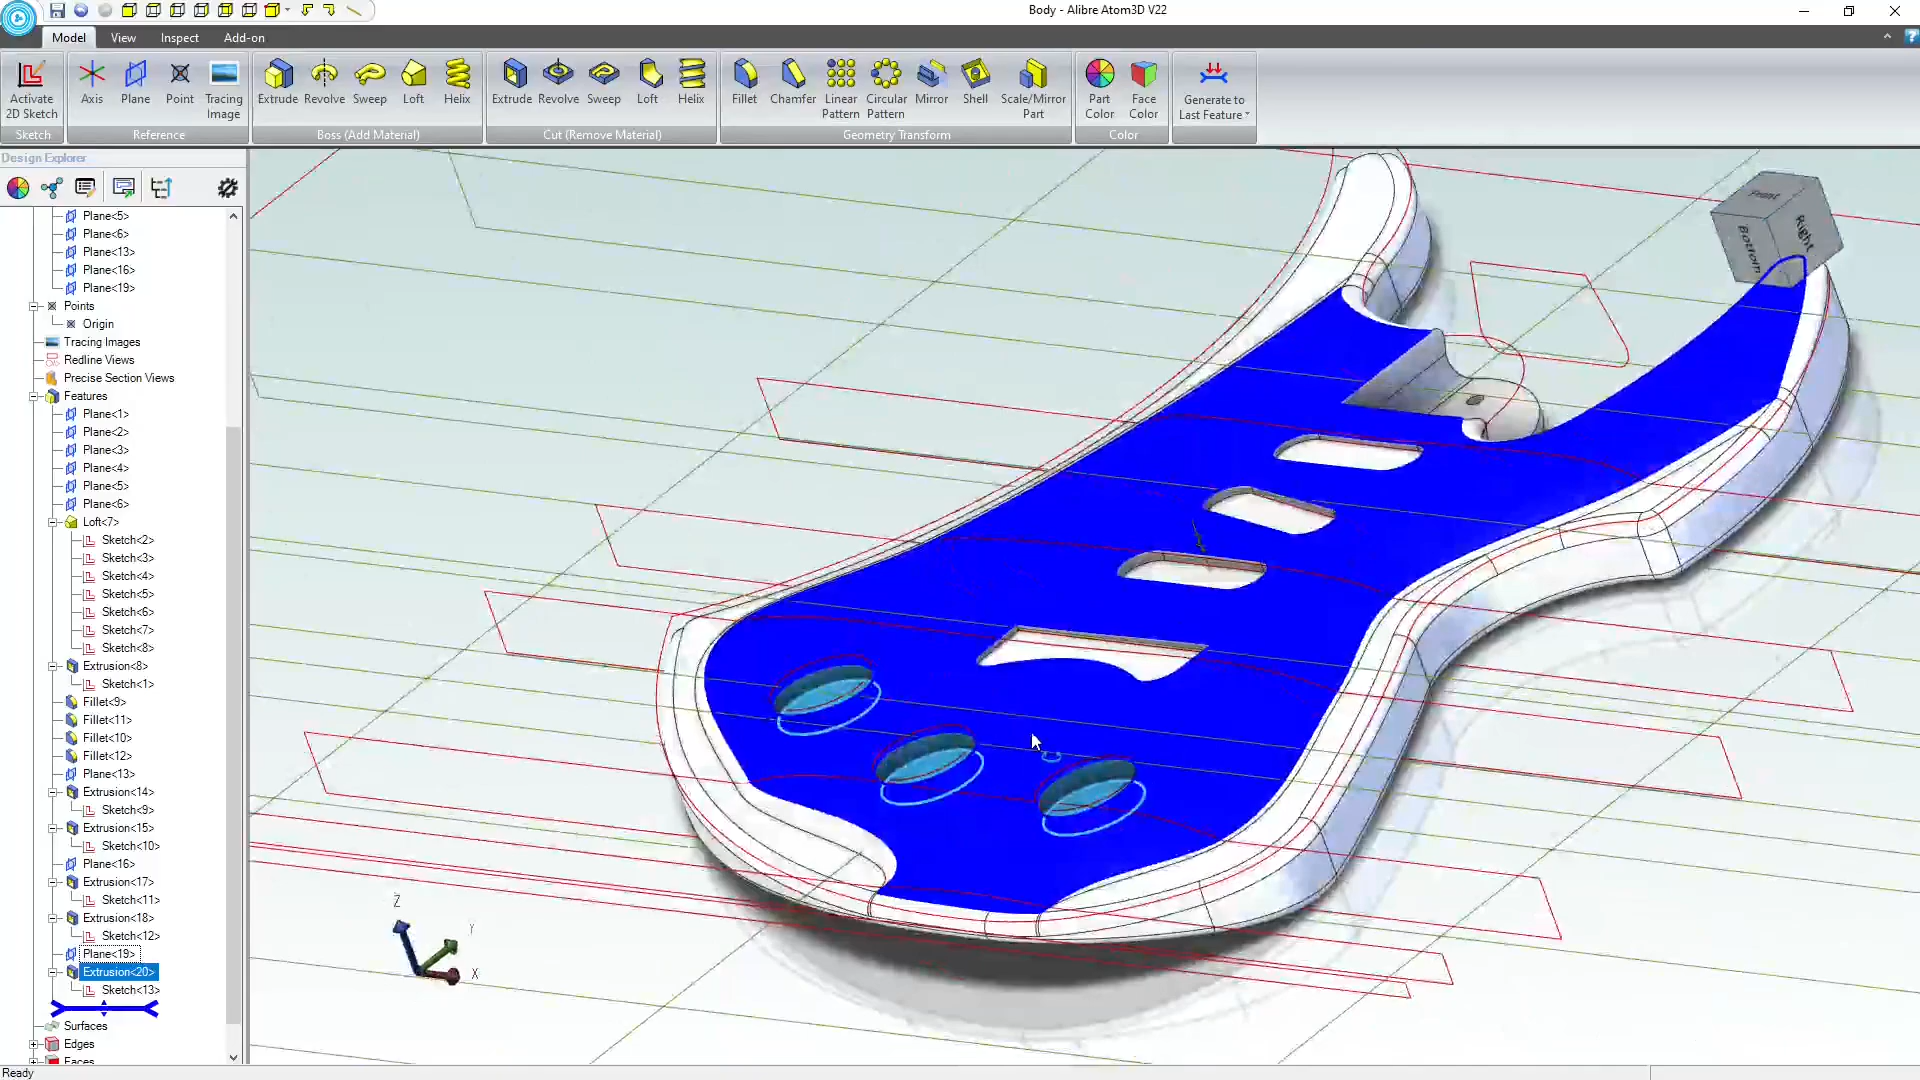 Body - Alibre Atom3D V22
Model View Inspect Add-on
Activate
2D Sketch
Axis
Plane
Point
Tracing
Image
Extrude
Revolve
Sweep
Loft
Helix
Extrude
Revolve
Sweep
Loft
Helix
Fillet
Chamfer
Linear
Pattern
Circular
Pattern
Mirror
Shell
Scale/Mirror
Part
Part
Color
Face
Color
Generate to
Last Feature
Sketch
Reference
Boss (Add Material)
Cut (Remove Material)
Geometry Transform
Color
Design Explorer
Plane<5>
Plane<6>
Plane<13>
Plane<16>
Plane<19>
Points
Origin
Tracing Images
Redline Views
Precise Section Views
Features
Plane<1>
Plane<2>
Plane<3>
Plane<4>
Plane<5>
Plane<6>
Loft<7>
Sketch<2>
Sketch<3>
Sketch<4>
Sketch<5>
Sketch<6>
Sketch<7>
Sketch<8>
Extrusion<8>
Sketch<1>
Fillet<9>
Fillet<11>
Fillet<10>
Fillet<12>
Plane<13>
Extrusion<14>
Sketch<9>
Extrusion<15>
Sketch<10>
Plane<16>
Extrusion<17>
Sketch<11>
Extrusion<18>
Sketch<12>
Plane<19>
Extrusion<20>
Sketch<13>
Surfaces
Edges
Faces
Front
Right
Bottom
Z
Y
X
Ready